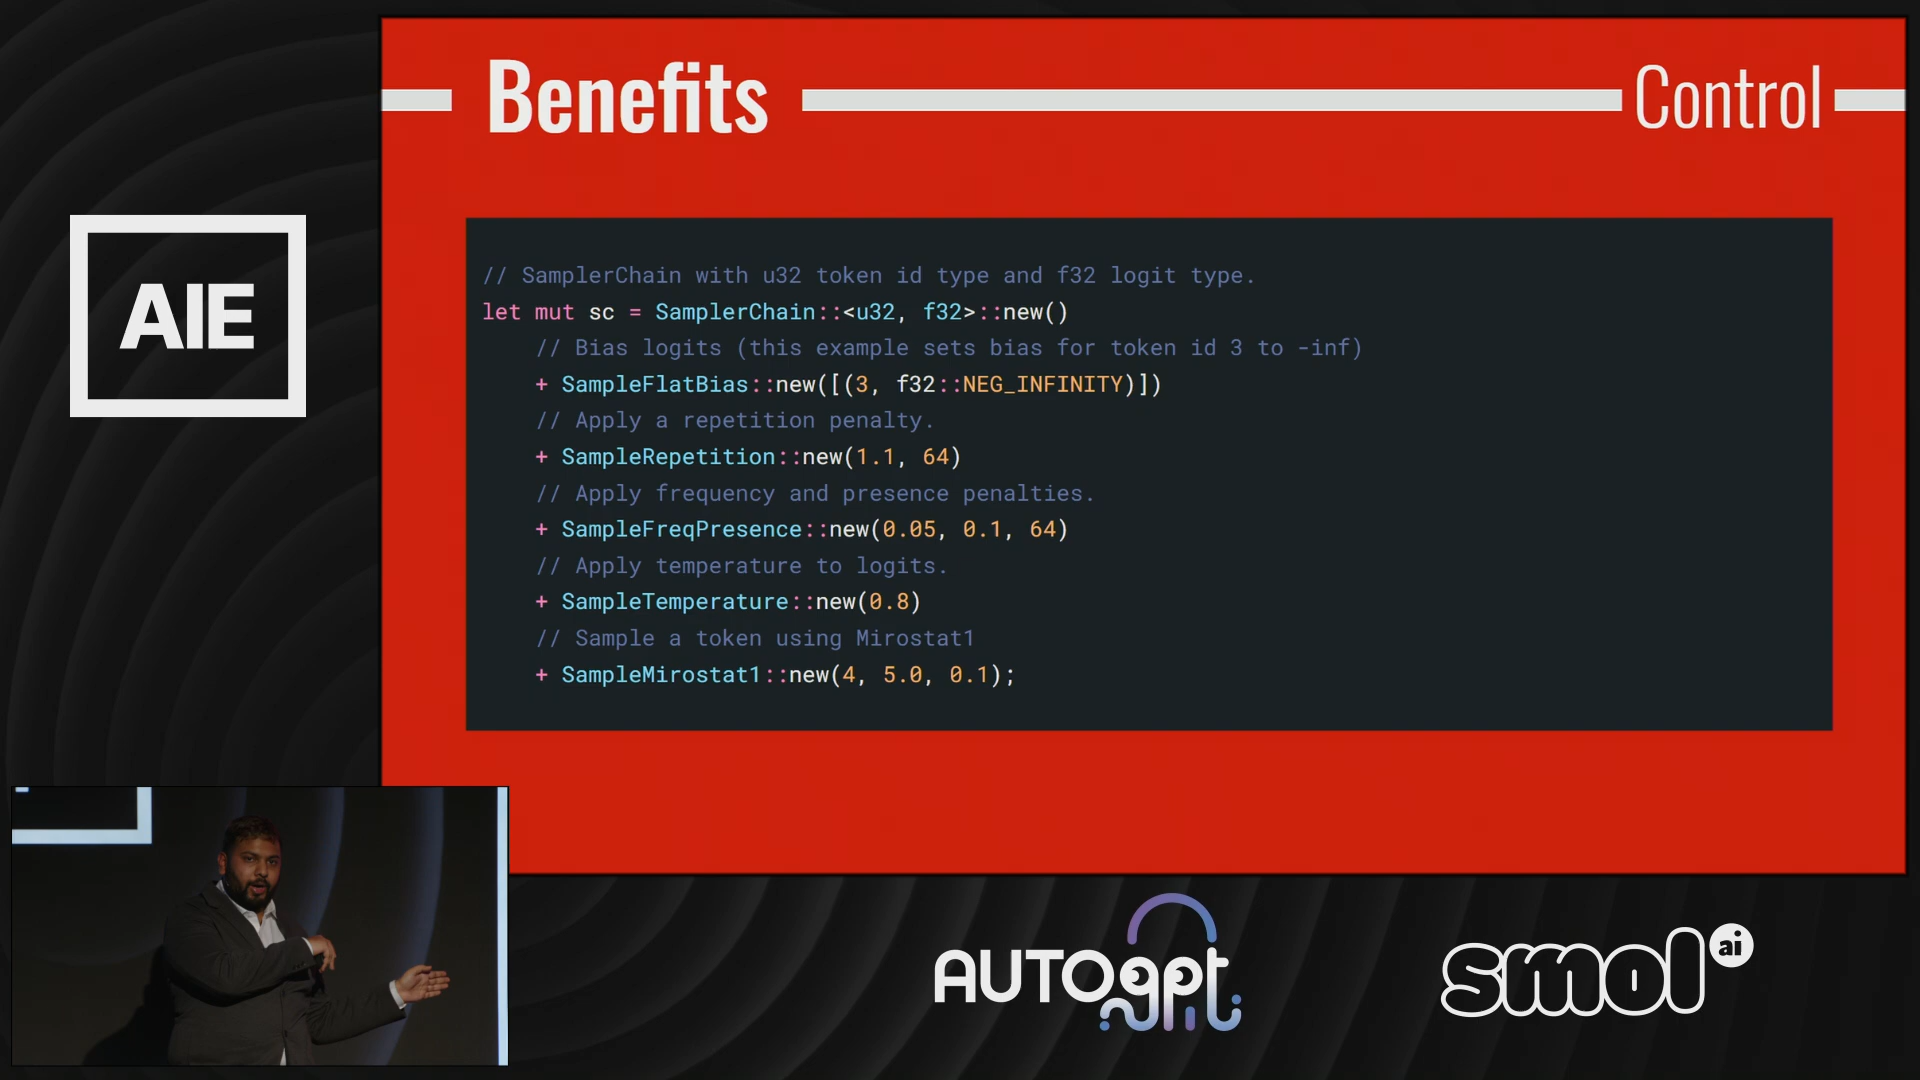 Benefits
Control
AIE
// SamplerChain with u32 token id type and f32 logit type.
let mut sc = SamplerChain::<u32, f32>::new()
// Bias logits (this example sets bias for token id 3 to -inf)
+ SampleFlatBias::new([(3, f32::NEG_INFINITY)])
// Apply a repetition penalty.
+ SampleRepetition::new(1.1, 64)
// Apply frequency and presence penalties.
+ SampleFreqPresence::new(0.05, 0.1, 64)
// Apply temperature to logits.
+ SampleTemperature::new(0.8)
// Sample a token using Mirostat1
+ SampleMirostat1::new(4, 5.0, 0.1);
AUTOgpt
smol ai